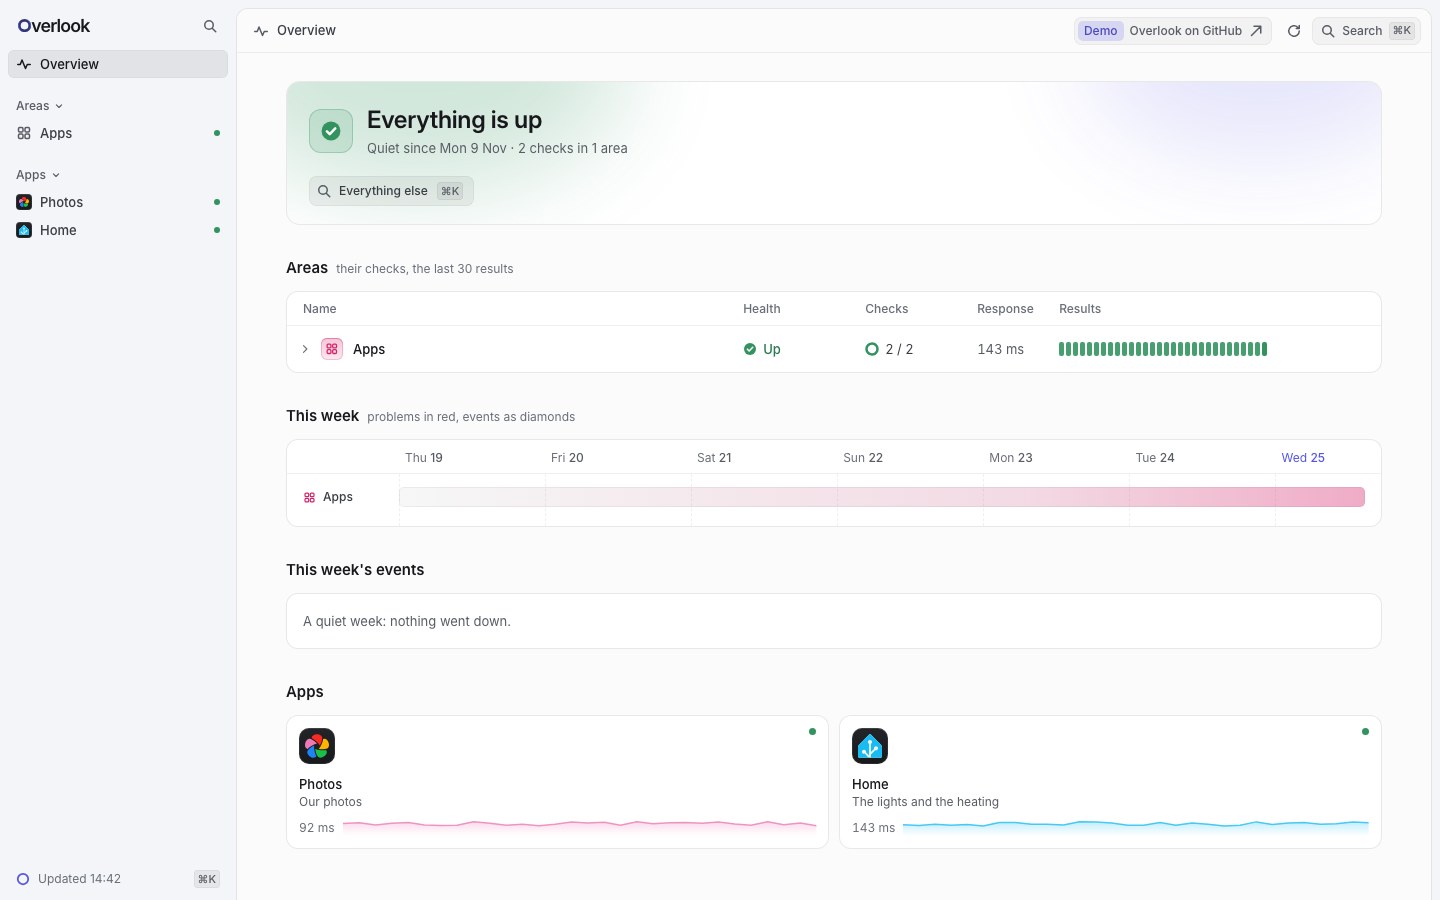 Overlook
Overview
Areas
Apps
Apps
Photos
Home
Updated 14:42
⌘K
Overview
Demo Overlook on GitHub
Search ⌘K
Everything is up
Quiet since Mon 9 Nov · 2 checks in 1 area
Everything else ⌘K
Areas their checks, the last 30 results
Name Health Checks Response Results
Apps Up 2 / 2 143 ms
This week problems in red, events as diamonds
Thu 19 Fri 20 Sat 21 Sun 22 Mon 23 Tue 24 Wed 25
Apps
This week's events
A quiet week: nothing went down.
Apps
Photos
Our photos
92 ms
Home
The lights and the heating
143 ms